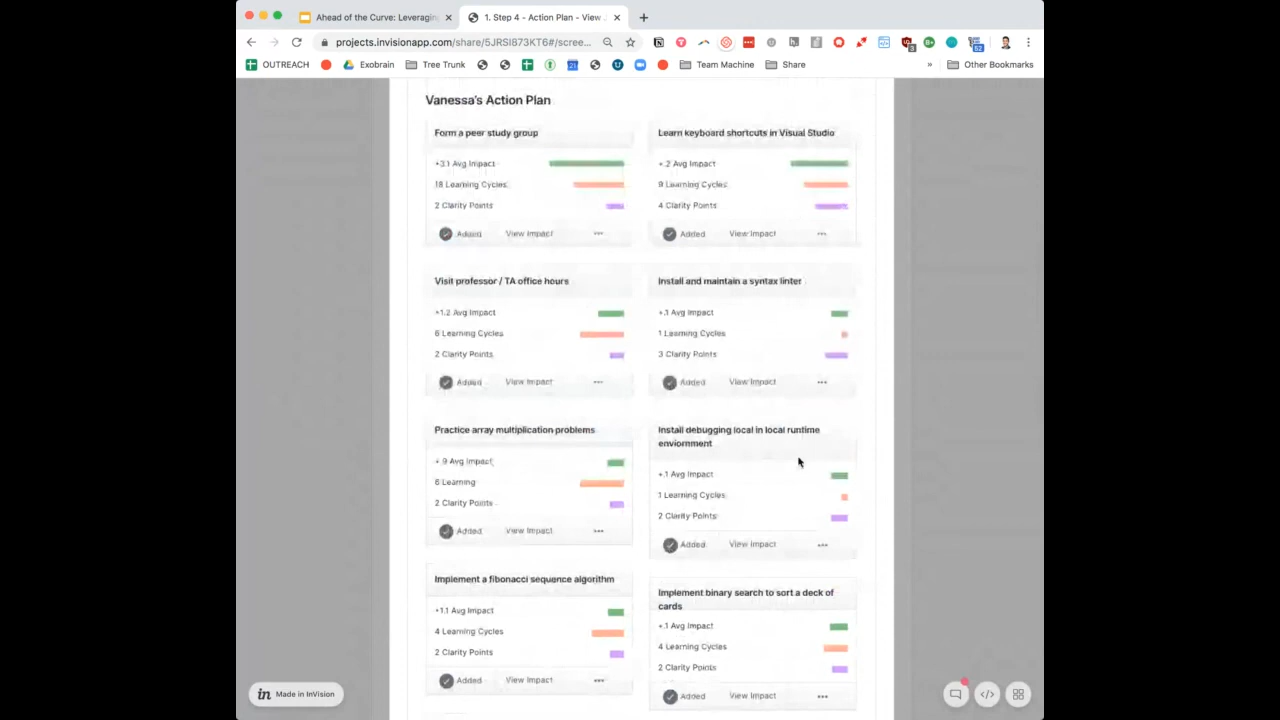 Ahead of the Curve: Leveraging
1. Step 4 - Action Plan - View
projects.invisionapp.com/share/5JRSI873KT6#/scree...
OUTREACH
Exobrain
Tree Trunk
Team Machine
Share
»
Other Bookmarks
Vanessa's Action Plan
Form a peer study group
+3.1 Avg Impact
18 Learning Cycles
2 Clarity Points
Added
View Impact
Learn keyboard shortcuts in Visual Studio
+.2 Avg Impact
9 Learning Cycles
4 Clarity Points
Added
View Impact
Visit professor / TA office hours
+1.2 Avg Impact
6 Learning Cycles
2 Clarity Points
Added
View Impact
Install and maintain a syntax linter
+.1 Avg Impact
1 Learning Cycles
3 Clarity Points
Added
View Impact
Practice array multiplication problems
+.9 Avg Impact
6 Learning
2 Clarity Points
Added
View Impact
Install debugging local in local runtime
enviornment
+.1 Avg Impact
1 Learning Cycles
2 Clarity Points
Added
View Impact
Implement a fibonacci sequence algorithm
+1.1 Avg Impact
4 Learning Cycles
2 Clarity Points
Added
View Impact
Implement binary search to sort a deck of
cards
+.1 Avg Impact
4 Learning Cycles
2 Clarity Points
Added
View Impact
in Made in InVision